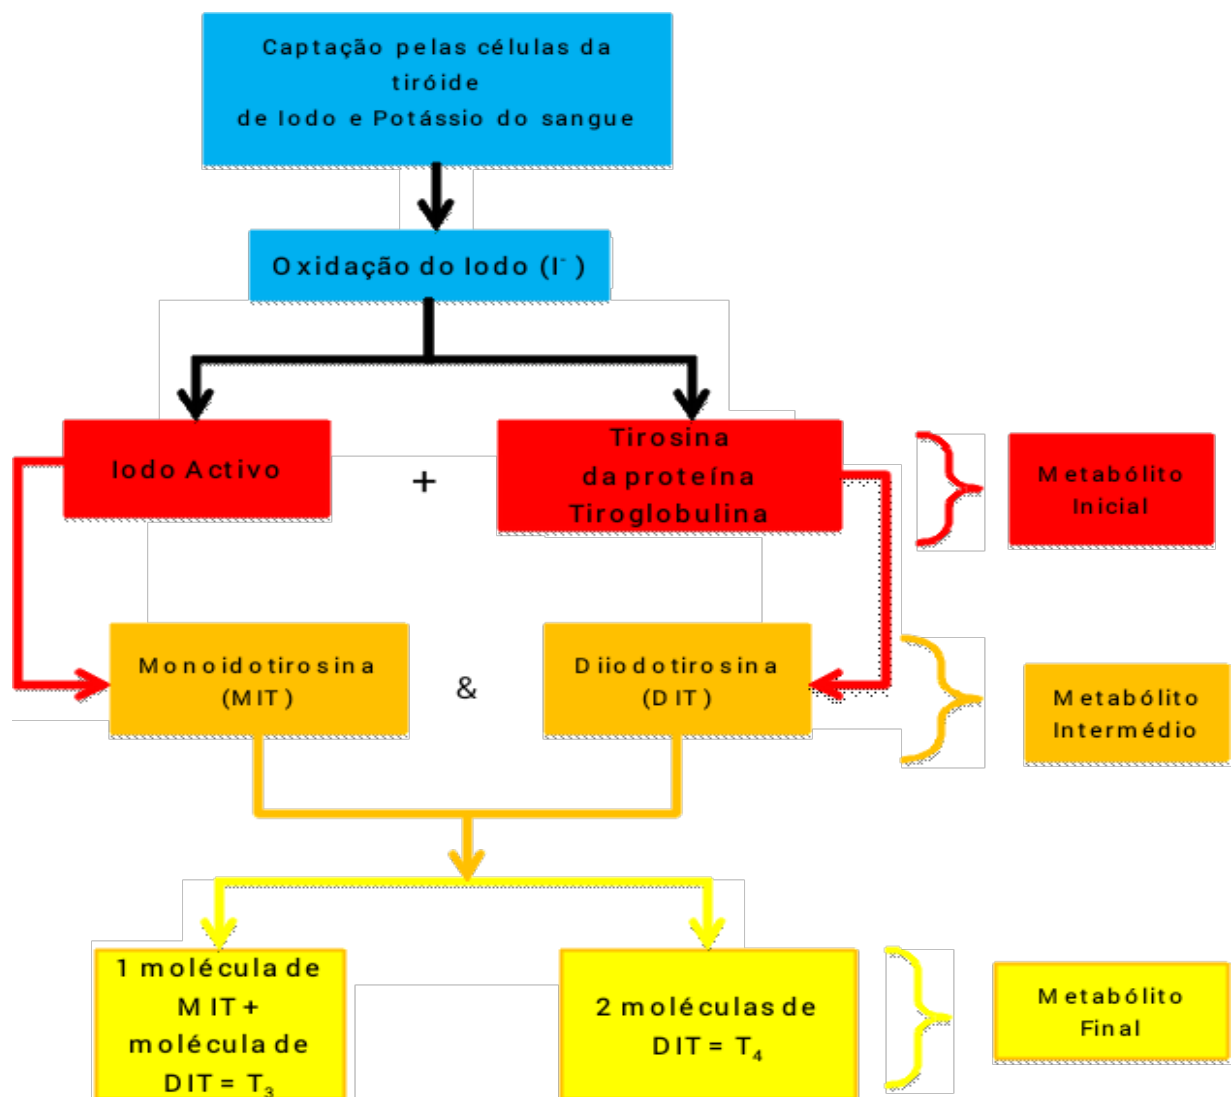 Captação pelas células da
tiróide
de Iodo e Potássio do sangue
Oxidação do Iodo (I⁻ )
Iodo Activo
+
Tirosina
da proteína
Tiroglobulina
Metabólito
Inicial
Monoidotirosina
(MIT)
&
Diiodotirosina
(DIT)
Metabólito
Intermédio
1 molécula de
MIT +
molécula de
DIT = T₃
2 moléculas de
DIT = T₄
Metabólito
Final